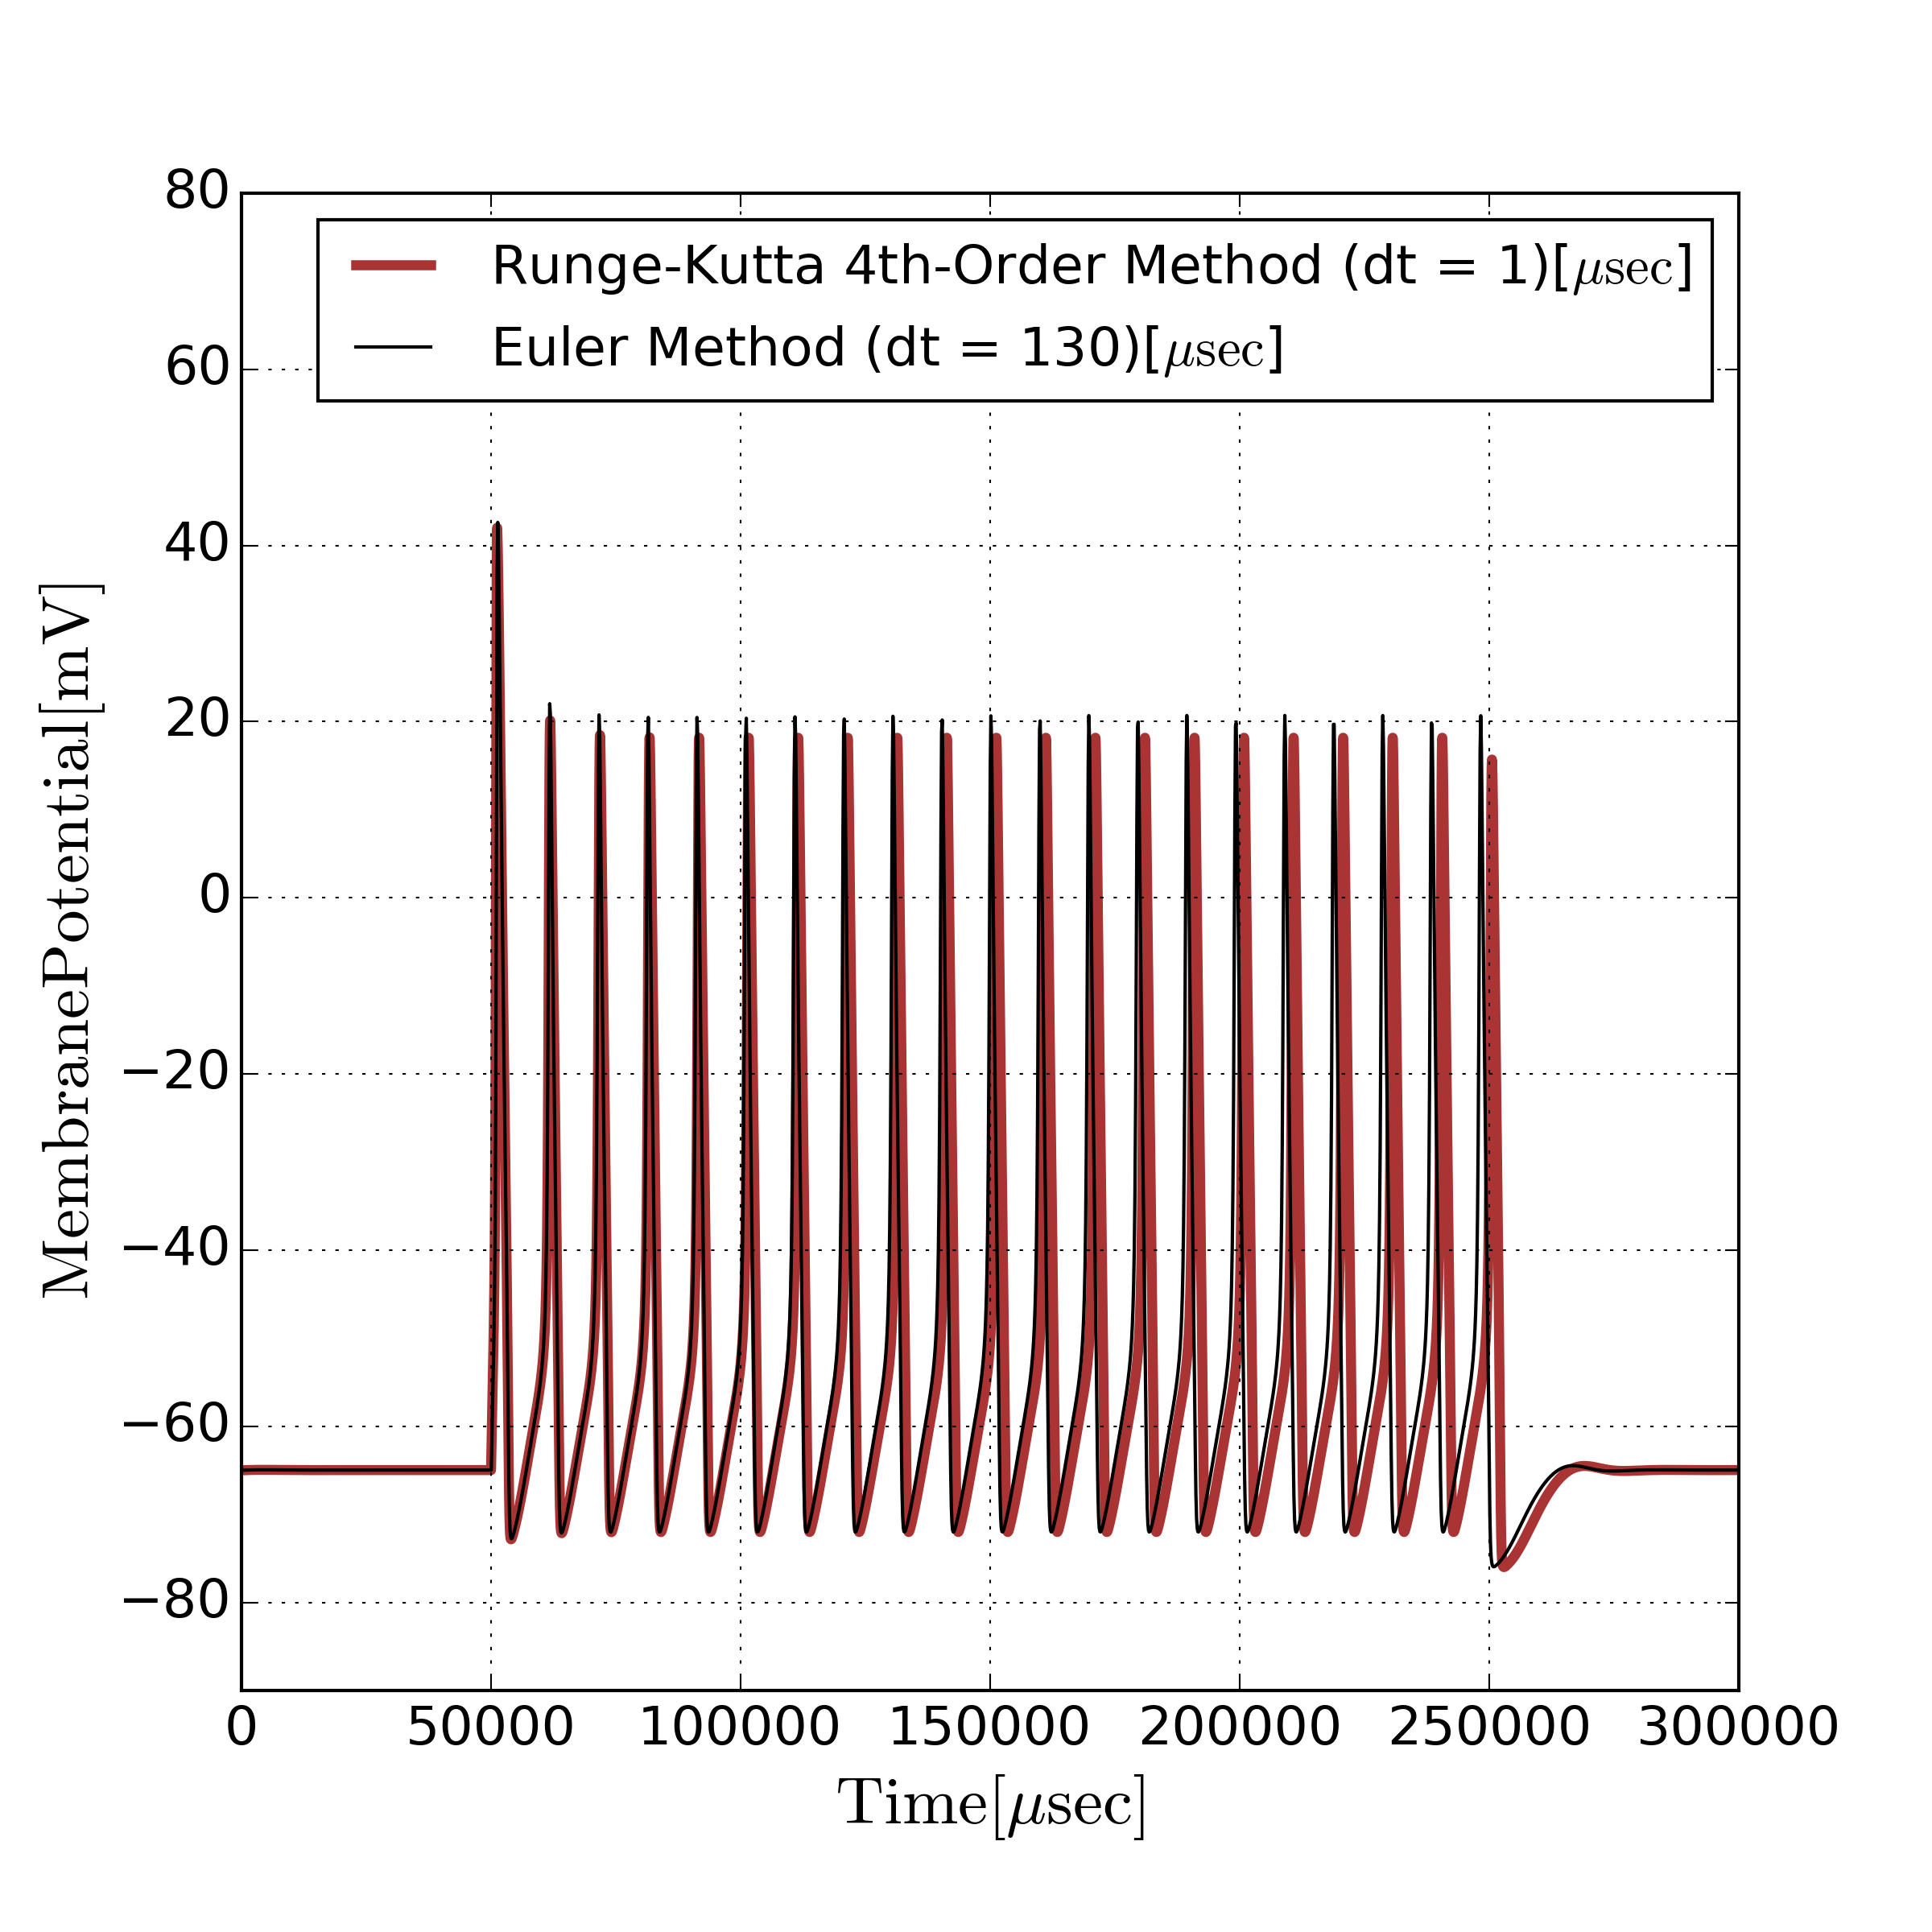 80
Runge-Kutta 4th-Order Method (dt = 1)[μsec]
Euler Method (dt = 130)[μsec]
60
40
20
0
−20
−40
−60
−80
MembranePotential[mV]
0 50000 100000 150000 200000 250000 300000
Time[μsec]